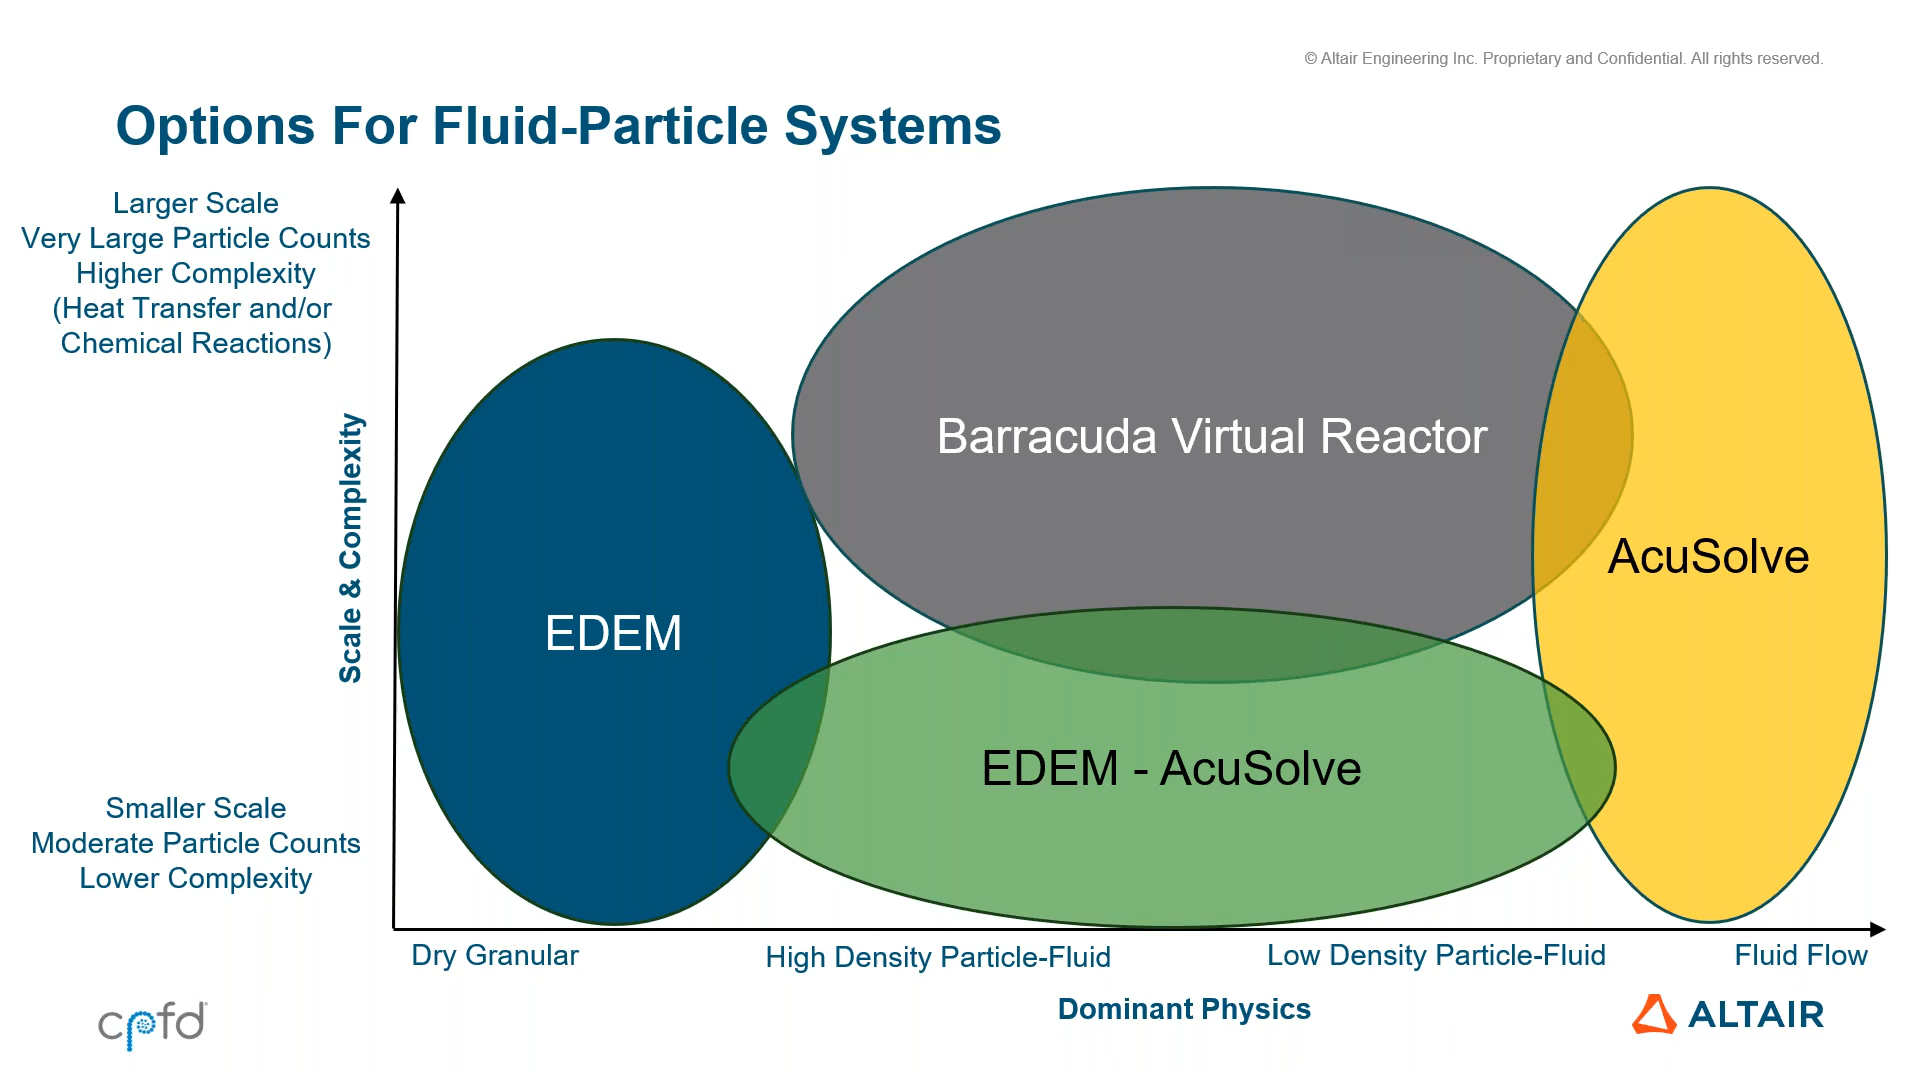 © Altair Engineering Inc. Proprietary and Confidential. All rights reserved.
Options For Fluid-Particle Systems
Larger Scale
Very Large Particle Counts
Higher Complexity
(Heat Transfer and/or
Chemical Reactions)
Scale & Complexity
Barracuda Virtual Reactor
AcuSolve
EDEM
EDEM - AcuSolve
Smaller Scale
Moderate Particle Counts
Lower Complexity
Dry Granular
High Density Particle-Fluid
Low Density Particle-Fluid
Fluid Flow
Dominant Physics
cpfd
ALTAIR